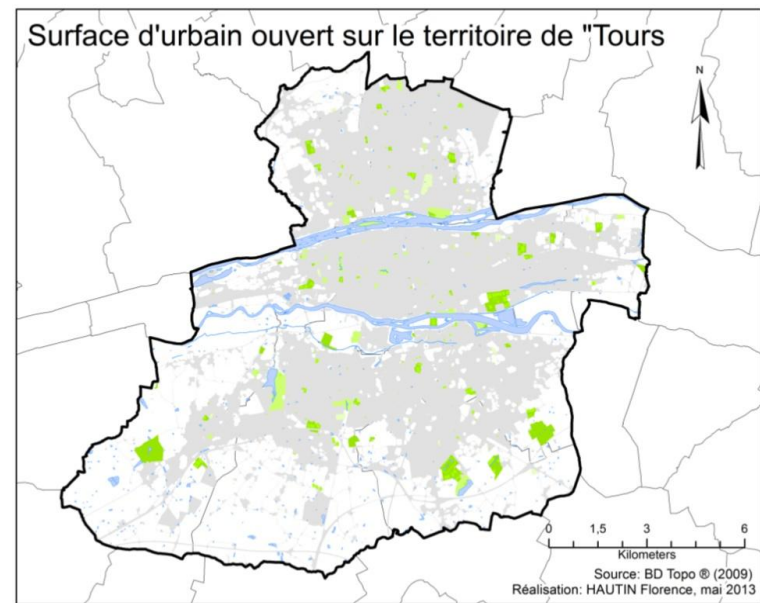 Surface d'urbain ouvert sur le territoire de "Tours
N
0 1,5 3 6
Kilometers
Source: BD Topo ® (2009)
Réalisation: HAUTIN Florence, mai 2013